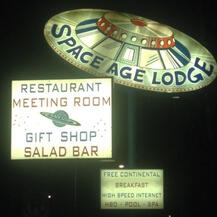 SPACE AGE LODGE
RESTAURANT
MEETING ROOM
GIFT SHOP
SALAD BAR
FREE CONTINENTAL
BREAKFAST
HIGH SPEED INTERNET
HBO - POOL - SPA